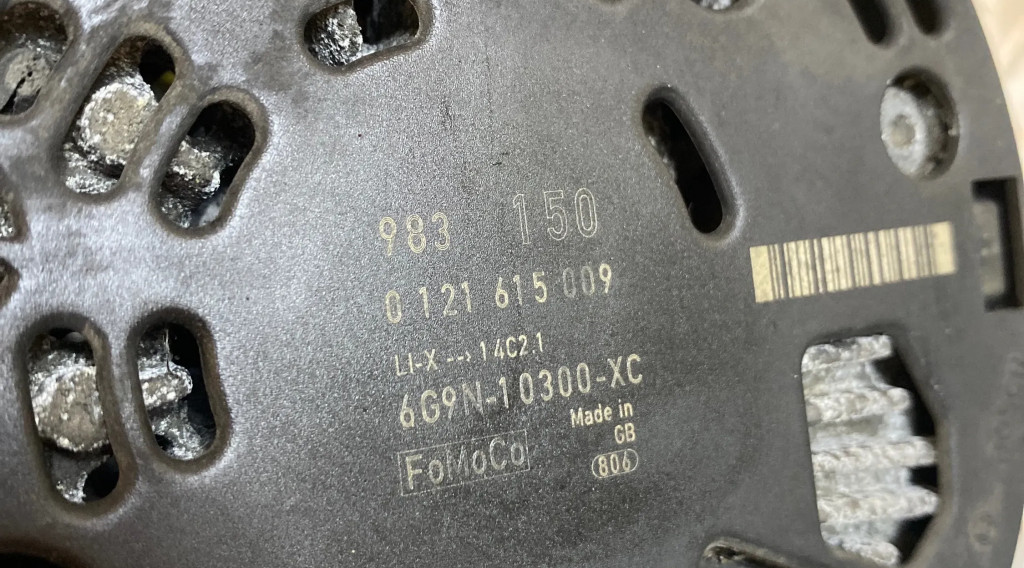 983 150
0 121 615 009
LI-X --> 14C2.1
6G9N-10300-XC
Made in
GB
FoMoCo
806